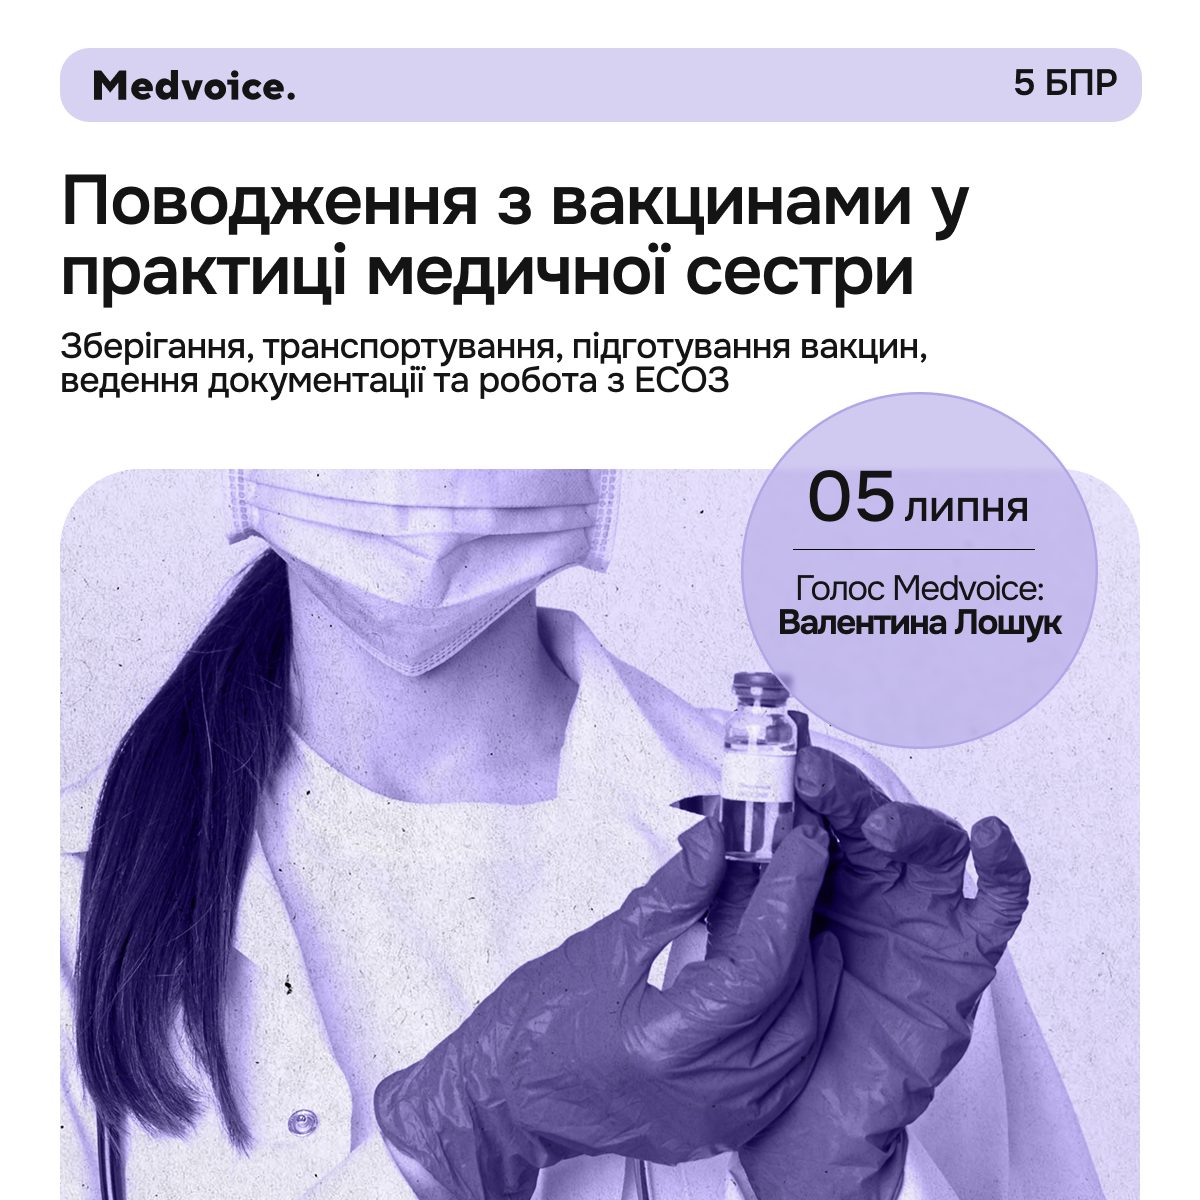 Medvoice.
5 БПР
Поводження з вакцинами у
практиці медичної сестри
Зберігання, транспортування, підготування вакцин,
ведення документації та робота з ЕСОЗ
05 липня
Голос Medvoice:
Валентина Лошук